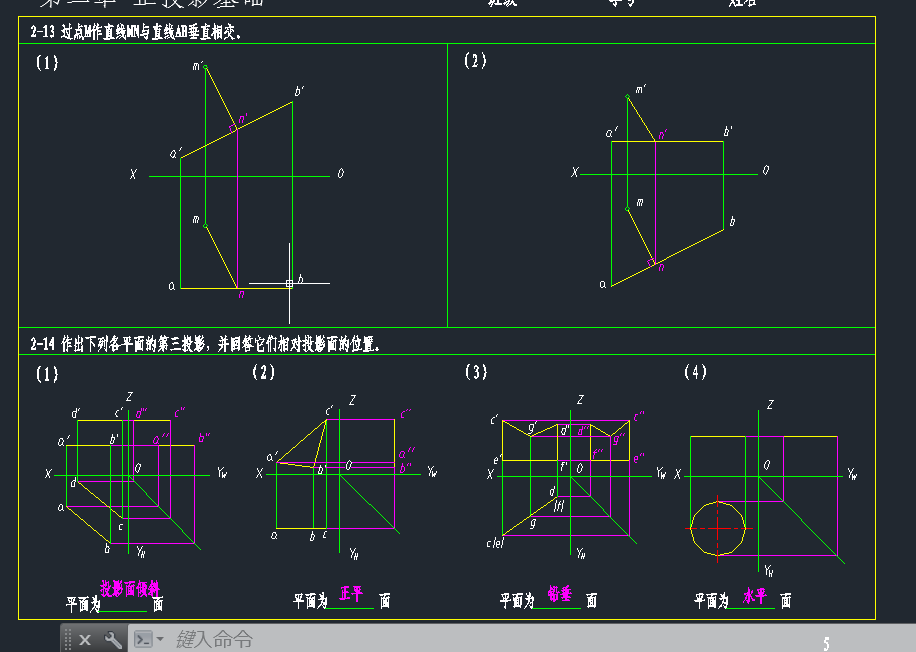 第二章 正投影基础
班级 学号 姓名
2-13 过点M作直线MN与直线AB垂直相交.
(1)
m'
b'
n'
a'
X O
m
a b
n
(2)
m'
a' n' b'
X O
m
b
n
a
2-14 作出下列各平面的第三投影, 并回答它们相对投影面的位置.
(1)
Z
d' c' d" c"
a' b' a" b"
X O Yw
d
a
c
b YH
投影面倾斜
平面为 面
(2)
Z
c' c"
a' a"
b' b"
X O Yw
a b c
YH
正平
平面为 面
(3)
Z
c' c"
g' d' d" g"
e' f' f" e"
X O Yw
d
|f|
g
c|e|
YH
铅垂
平面为 面
(4)
Z
X O Yw
YH
水平
平面为 面
键入命令
5